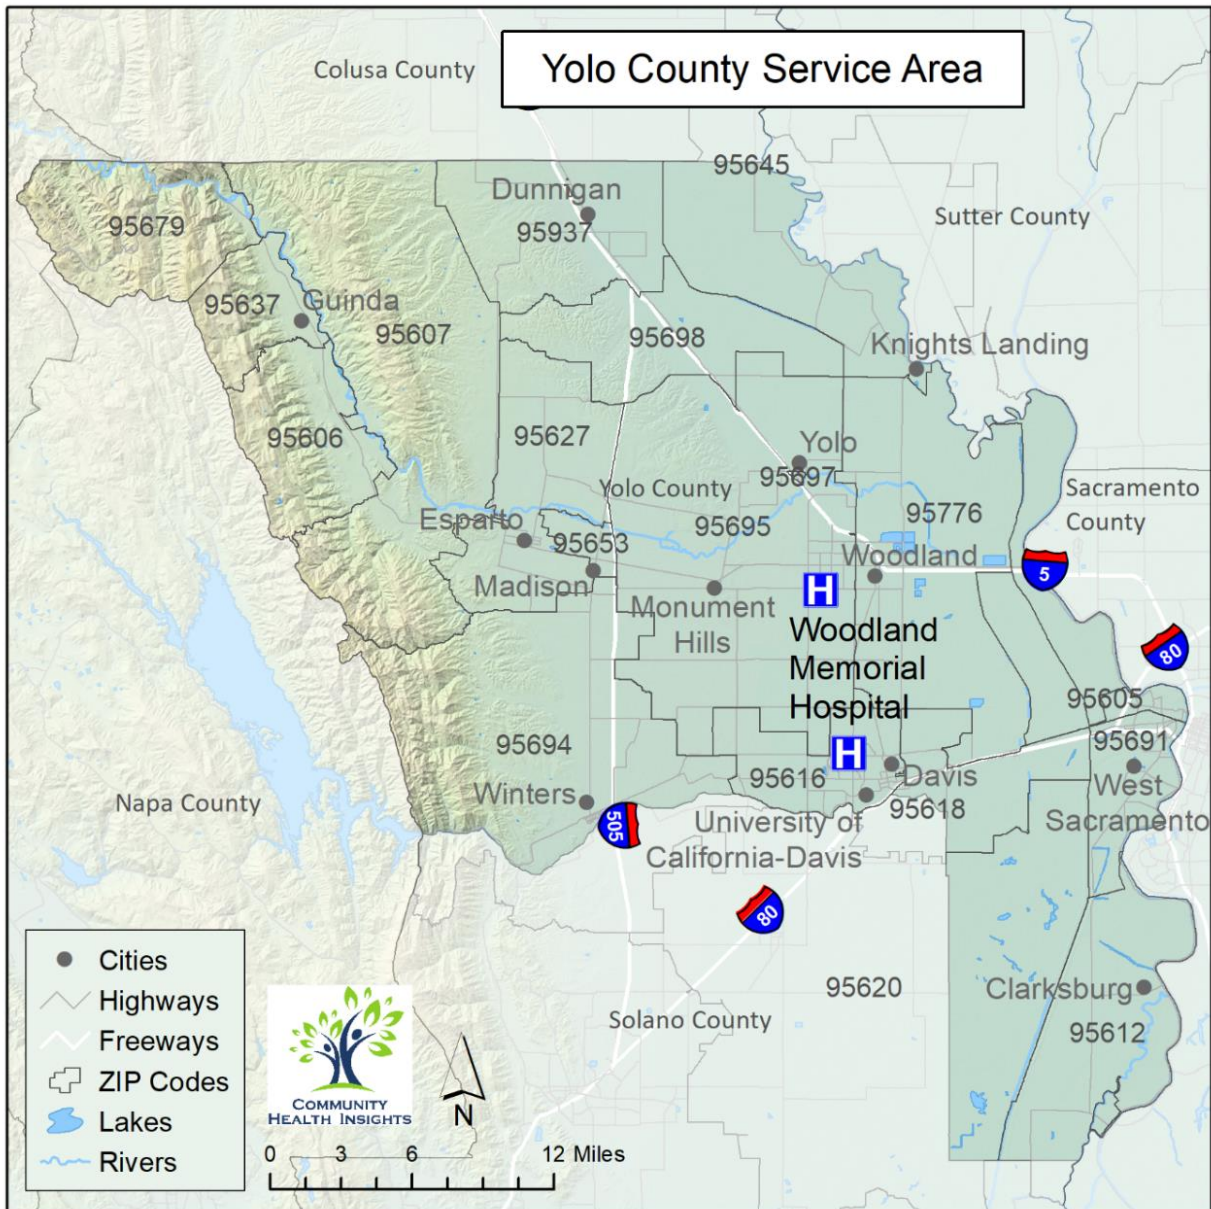 Yolo County Service Area
Colusa County
95645
Dunnigan
95937
Sutter County
95679
95637
Guinda
95607
95698
Knights Landing
95606
95627
Yolo
95697
Yolo County
Sacramento
County
95776
95695
Esparto
95653
Woodland
5
Madison
Monument
Hills
H
Woodland
Memorial
Hospital
80
95605
95694
95691
H
95616
Davis
West
Sacramento
Napa County
Winters
95618
505
University of
California-Davis
80
95620
Clarksburg
Solano County
95612
Cities
Highways
Freeways
ZIP Codes
Lakes
Rivers
COMMUNITY
HEALTH INSIGHTS
N
0 3 6 12 Miles